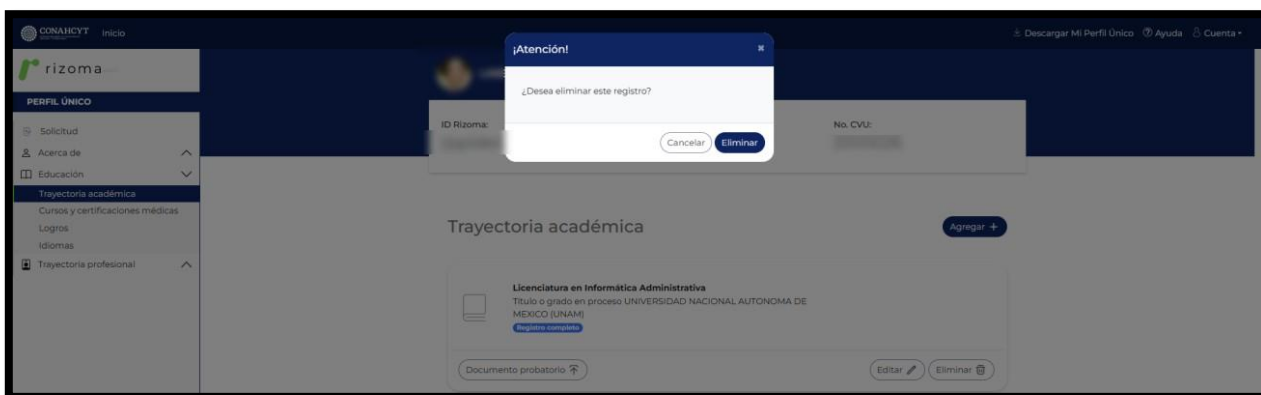 CONAHCYT Inicio
Descargar Mi Perfil Único Ayuda Cuenta
rizoma
PERFIL ÚNICO
Solicitud
Acerca de
Educación
Trayectoria académica
Cursos y certificaciones médicas
Logros
Idiomas
Trayectoria profesional
¡Atención!
¿Desea eliminar este registro?
Cancelar Eliminar
ID Rizoma:
No. CVU:
Trayectoria académica
Agregar +
Licenciatura en Informática Administrativa
Título o grado en proceso UNIVERSIDAD NACIONAL AUTONOMA DE
MEXICO (UNAM)
Registro completo
Documento probatorio
Editar Eliminar